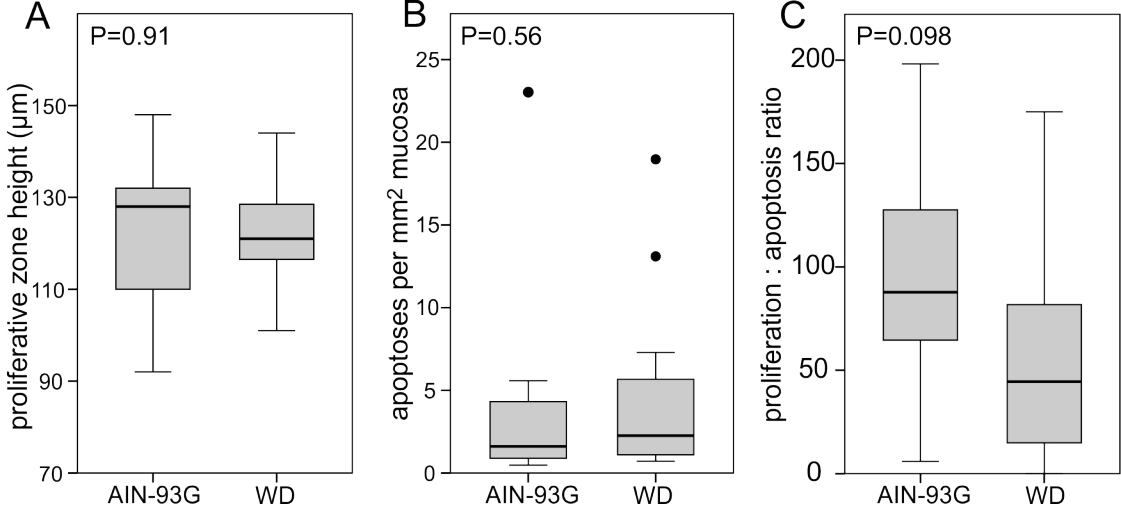 A
P=0.91
proliferative zone height (µm)
150
130
110
90
70
AIN-93G
WD
B
P=0.56
apoptoses per mm² mucosa
25
20
15
10
5
0
AIN-93G
WD
C
P=0.098
proliferation : apoptosis ratio
200
150
100
50
0
AIN-93G
WD